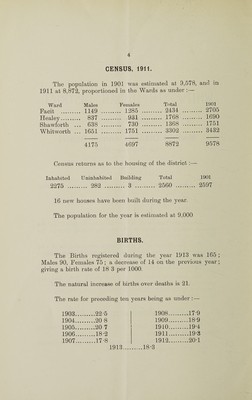 4
CENSUS, 1911.
The population in 1901 was estimated at 9,578, and in
1911 at 8,872, proportioned in the Wards as under :—
Ward Males Females Total 1901
Facit ......... 1149 ......... 1285 ......... 2434 ......... 2705
Healey ......... 837 ......... 931 ......... 1768 ......... 1690
Shawforth ... 638 ......... 730 ......... 1368 ......... 1751
Whitworth ... 1651 ......... 1751 ......... 3302 ......... 3432
4175 4697 8872 9578
Census returns as to the housing of the district :—
Inhabited Uninhabited Building Total 1901
2275 ......... 282 ......... 3 ......... 2560 ......... 2597
16 new houses have been built during the year.
The population for the year is estimated at 9,000
BIRTHS.
The Births registered during the year 1913 was 165 ;
Males 90, Females 75 ; a decrease of 14 on the previous year ;
giving a birth rate of 18 3 per 1000.
The natural increase of births over deaths is 21.
The rate for preceding ten years being as under :—
1903.........22·5 1908.........17·9
1904.........20 8 1909.........18·9
1905.........20 7 1910.........19·4
1906.........18·2 1911.........19·3
1907.........17·8 1912.........20·1
1913.........18·3